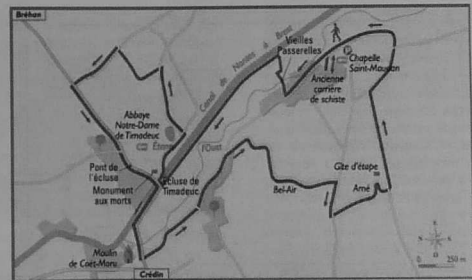 Bréhan
Canal de Nantes à Brest
Vieilles
Passerelles
Chapelle
Saint-Maudan
Ancienne
carrière
de schiste
Abbaye
Notre-Dame
de Timadeuc
Étang
l'Oust
Pont de
l'écluse
Monument
aux morts
Écluse de
Timadeuc
Gîte d'étape
Bel-Air
Arné
Moulin
de Coët-Moru
Crédin
0 250 m